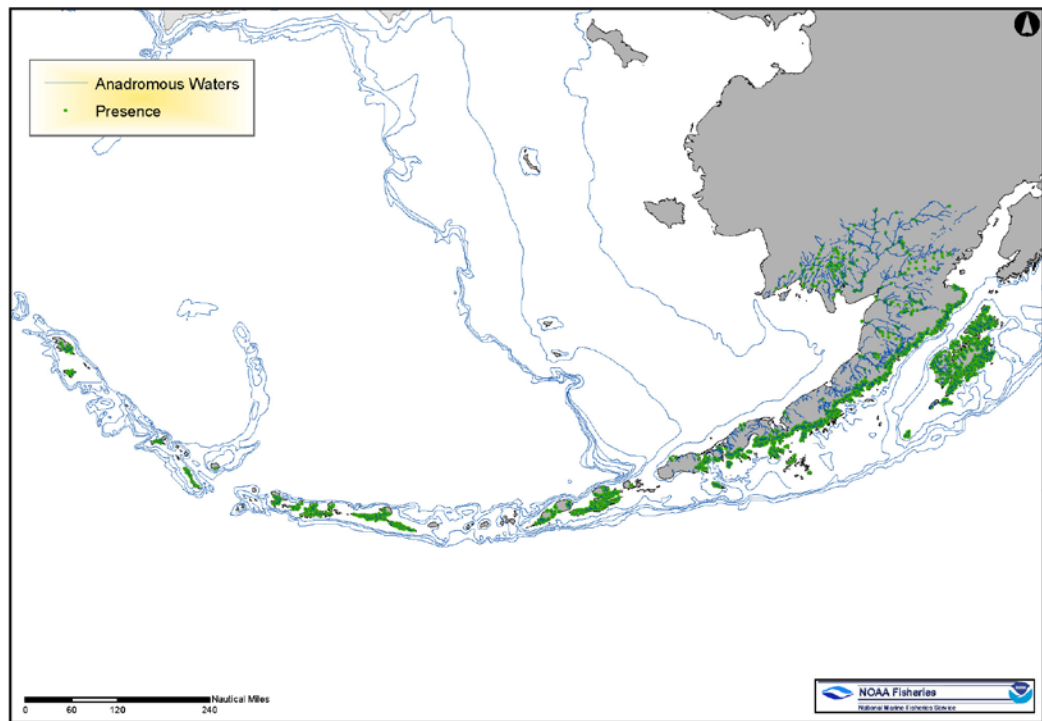 Anadromous Waters
Presence
Nautical Miles
0 60 120 240
NOAA Fisheries
National Marine Fisheries Service